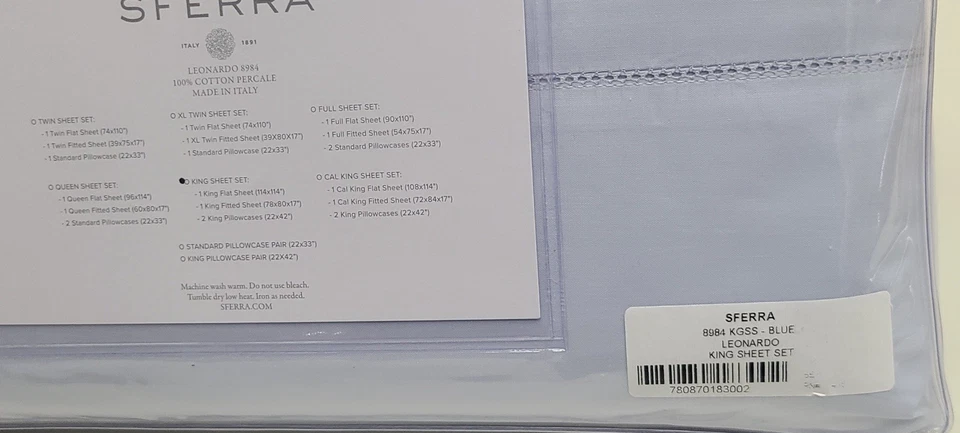 SFERRA
ITALY 1891
LEONARDO 8984
100% COTTON PERCALE
MADE IN ITALY
O TWIN SHEET SET:
- 1 Twin Flat Sheet (74x110")
- 1 Twin Fitted Sheet (39x75x17")
- 1 Standard Pillowcase (22x33")
O XL TWIN SHEET SET:
- 1 Twin Flat Sheet (74x110")
- 1 XL Twin Fitted Sheet (39X80X17")
- 1 Standard Pillowcase (22x33")
O FULL SHEET SET:
- 1 Full Flat Sheet (90x110")
- 1 Full Fitted Sheet (54x75x17")
- 2 Standard Pillowcases (22x33")
O QUEEN SHEET SET:
- 1 Queen Flat Sheet (96x114")
- 1 Queen Fitted Sheet (60x80x17")
- 2 Standard Pillowcases (22x33")
O KING SHEET SET:
- 1 King Flat Sheet (114x114")
- 1 King Fitted Sheet (78x80x17")
- 2 King Pillowcases (22x42")
O CAL KING SHEET SET:
- 1 Cal King Flat Sheet (108x114")
- 1 Cal King Fitted Sheet (72x84x17")
- 2 King Pillowcases (22x42")
O STANDARD PILLOWCASE PAIR (22x33")
O KING PILLOWCASE PAIR (22X42")
Machine wash warm. Do not use bleach.
Tumble dry low heat. Iron as needed.
SFERRA.COM
SFERRA
8984 KGSS - BLUE
LEONARDO
KING SHEET SET
780870183002